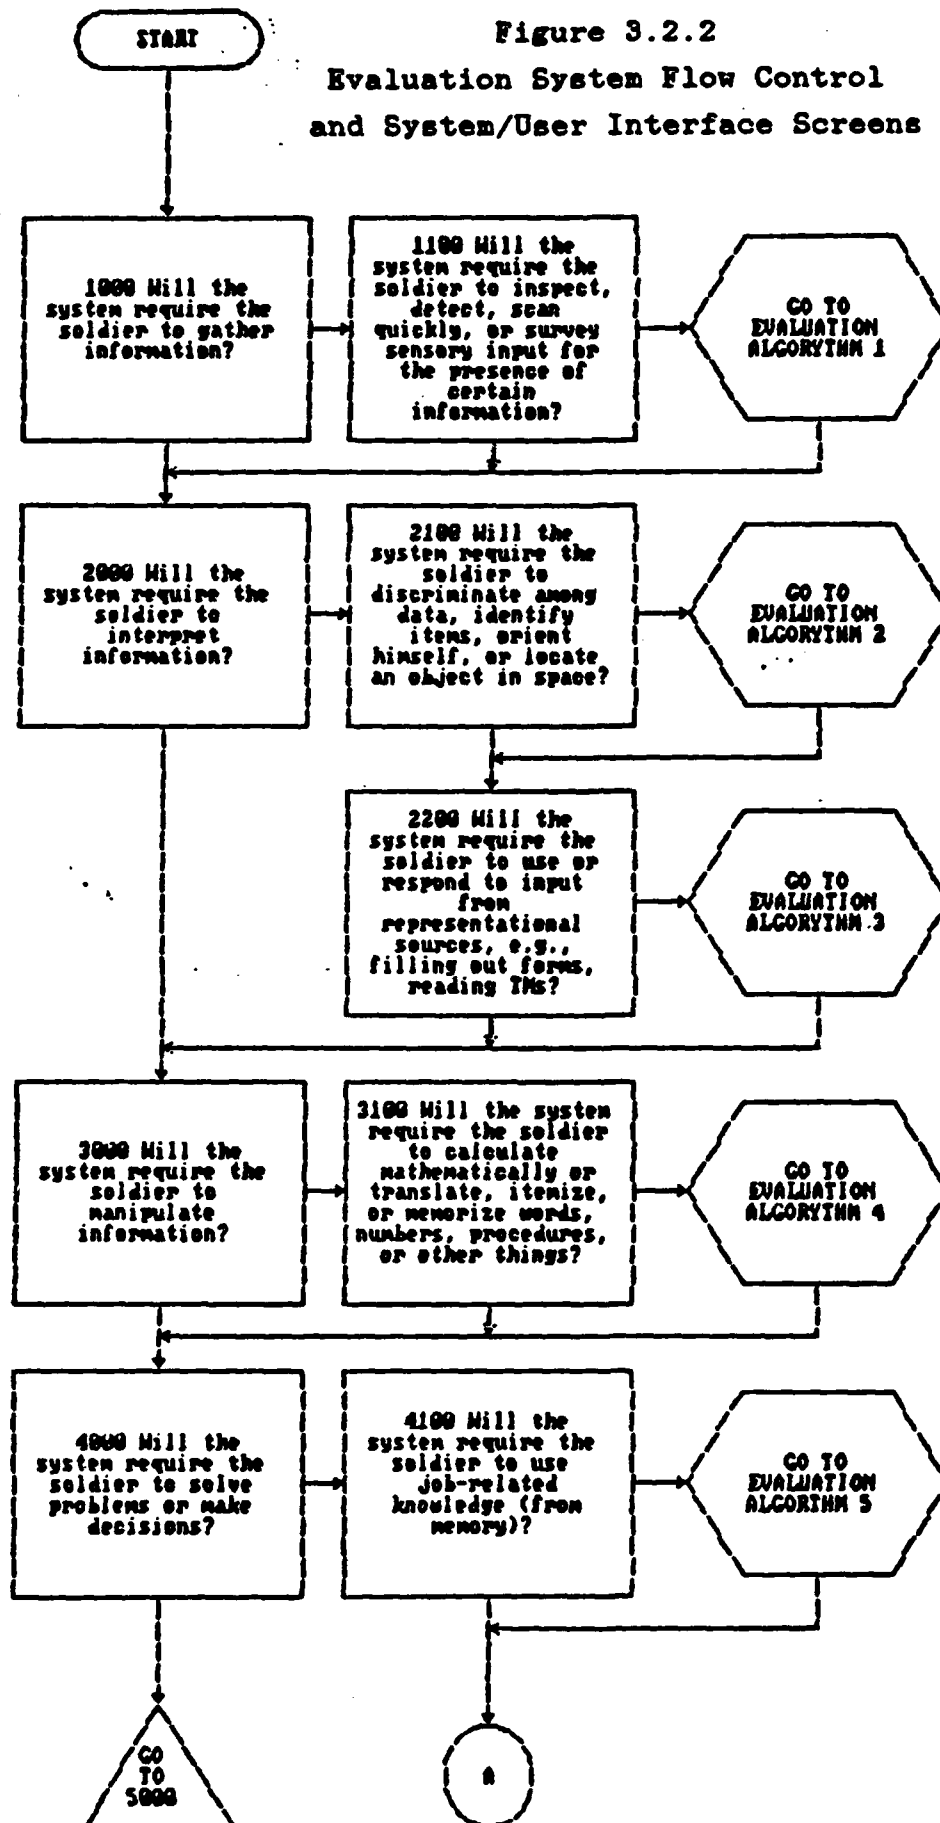 START
Figure 3.2.2
Evaluation System Flow Control
and System/User Interface Screens
1000 Will the
system require the
soldier to gather
information?
1100 Will the
system require the
soldier to inspect,
detect, scan
quickly, or survey
sensory input for
the presence of
certain
information?
GO TO
EVALUATION
ALGORYTHM 1
2000 Will the
system require the
soldier to
interpret
information?
2100 Will the
system require the
soldier to
discriminate among
data, identify
items, orient
himself, or locate
an object in space?
GO TO
EVALUATION
ALGORYTHM 2
2200 Will the
system require the
soldier to use or
respond to input
from
representational
sources, e.g.,
filling out forms,
reading TMs?
GO TO
EVALUATION
ALGORYTHM 3
3000 Will the
system require the
soldier to
manipulate
information?
3100 Will the system
require the soldier
to calculate
mathematically or
translate, itemize,
or memorize words,
numbers, procedures,
or other things?
GO TO
EVALUATION
ALGORYTHM 4
4000 Will the
system require the
soldier to solve
problems or make
decisions?
4100 Will the
system require the
soldier to use
job-related
knowledge (from
memory)?
GO TO
EVALUATION
ALGORTHM 5
GO
TO
5000
A